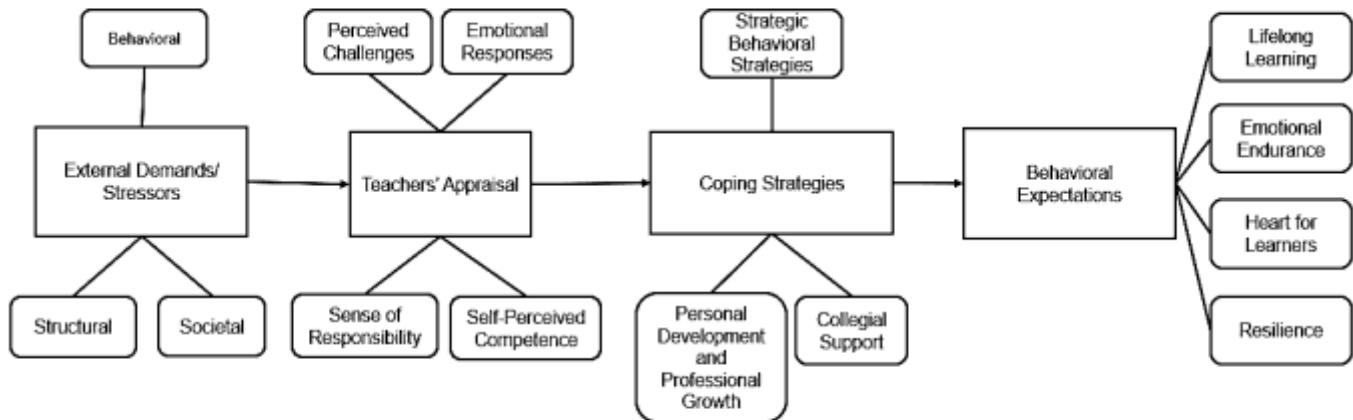 Behavioral
Perceived
Challenges
Emotional
Responses
Strategic
Behavioral
Strategies
Lifelong
Learning
External Demands/
Stressors
Teachers' Appraisal
Coping Strategies
Behavioral
Expectations
Emotional
Endurance
Heart for
Learners
Structural
Societal
Sense of
Responsibility
Self-Perceived
Competence
Personal
Development
and
Professional
Growth
Collegial
Support
Resilience